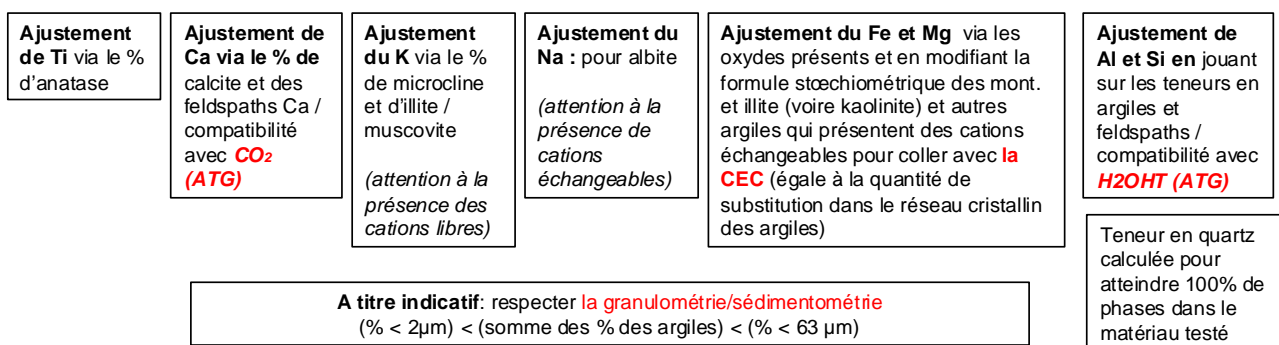 Ajustement
de Ti via le %
d'anatase
Ajustement de
Ca via le % de
calcite et des
feldspaths Ca /
compatibilité
avec CO₂
(ATG)
Ajustement
du K via le %
de microcline
et d'illite /
muscovite
(attention à la
présence des
cations libres)
Ajustement du
Na : pour albite
(attention à la
présence de
cations
échangeables)
Ajustement du Fe et Mg via les
oxydes présents et en modifiant la
formule stœchiométrique des mont.
et illite (voire kaolinite) et autres
argiles qui présentent des cations
échangeables pour coller avec la
CEC (égale à la quantité de
substitution dans le réseau cristallin
des argiles)
Ajustement de
Al et Si en jouant
sur les teneurs en
argiles et
feldspaths /
compatibilité avec
H2OHT (ATG)
Teneur en quartz
calculée pour
atteindre 100% de
phases dans le
matériau testé
A titre indicatif: respecter la granulométrie/sédimentométrie
(% < 2µm) < (somme des % des argiles) < (% < 63 µm)